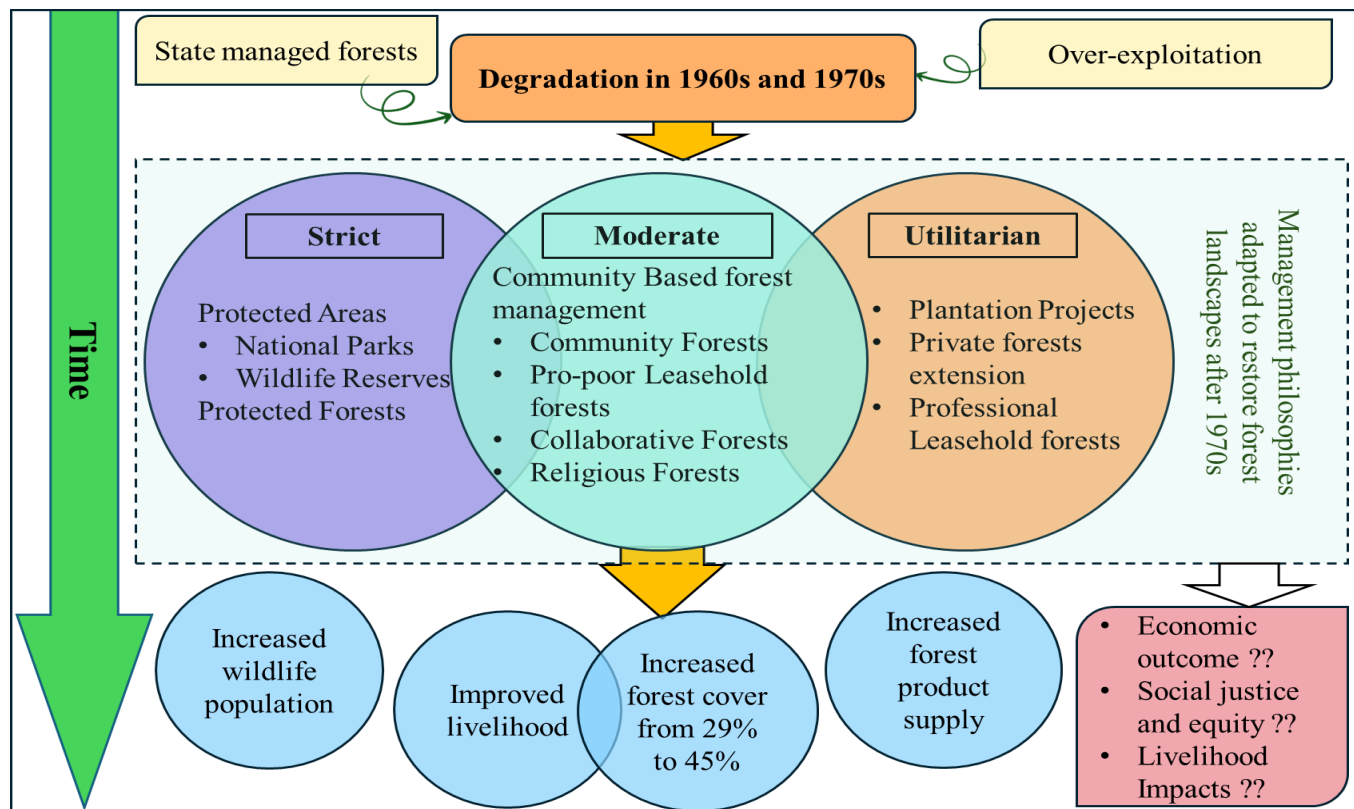 State managed forests
Degradation in 1960s and 1970s
Over-exploitation
Time
Strict
Protected Areas
• National Parks
• Wildlife Reserves
Protected Forests
Moderate
Community Based forest
management
• Community Forests
• Pro-poor Leasehold
forests
• Collaborative Forests
• Religious Forests
Utilitarian
• Plantation Projects
• Private forests
extension
• Professional
Leasehold forests
Management philosophies
adapted to restore forest
landscapes after 1970s
Increased
wildlife
population
Improved
livelihood
Increased
forest cover
from 29%
to 45%
Increased
forest
product
supply
• Economic
outcome ??
• Social justice
and equity ??
• Livelihood
Impacts ??